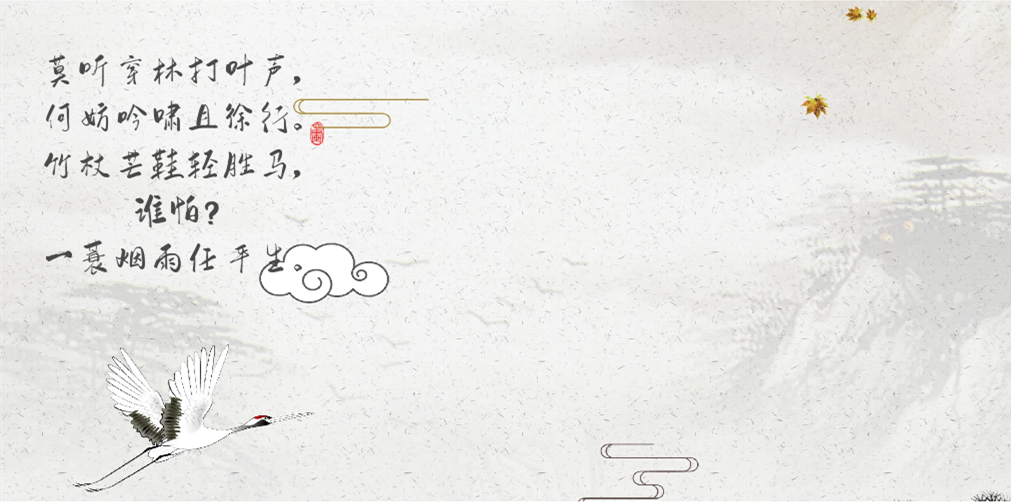 莫听穿林打叶声，
何妨吟啸且徐行。
竹杖芒鞋轻胜马，
谁怕？
一蓑烟雨任平生.